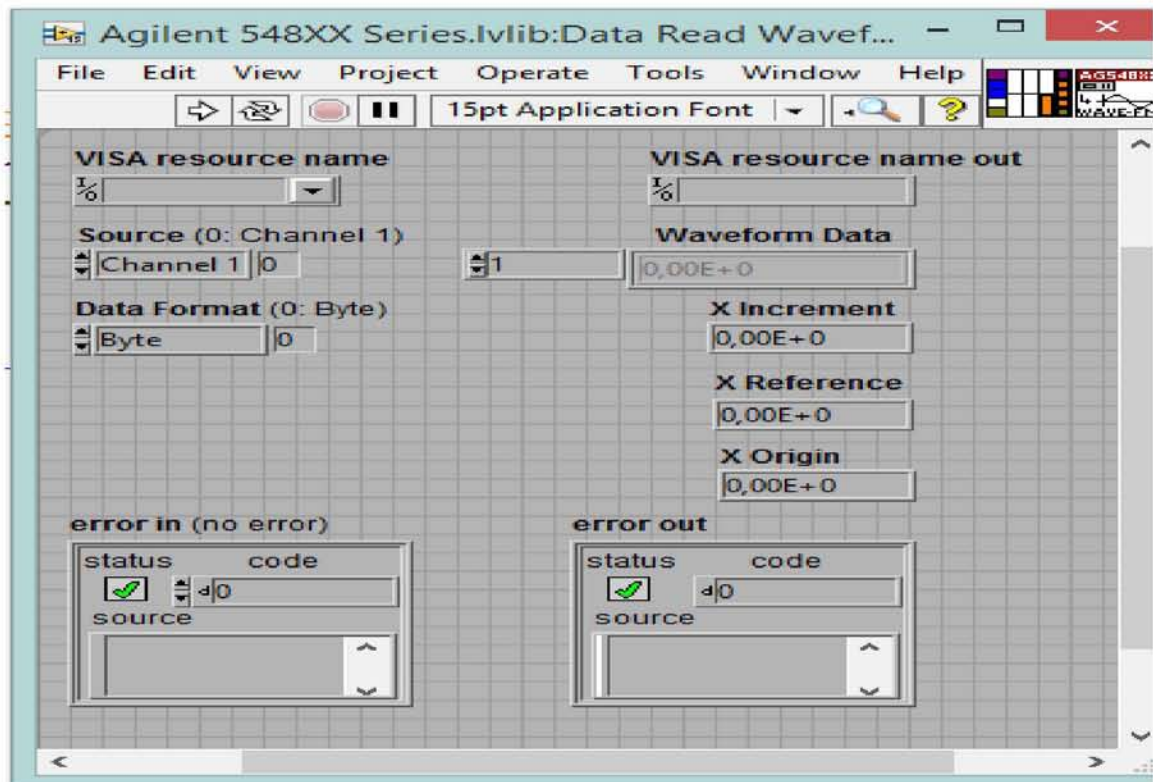 Agilent 548XX Series.lvlib:Data Read Wavef...
File Edit View Project Operate Tools Window Help
AG548XX
15pt Application Font
VISA resource name VISA resource name out
I/O I/O
Source (0: Channel 1) Waveform Data
Channel 1 0 1 0,00E+0
Data Format (0: Byte) X Increment
Byte 0 0,00E+0
X Reference
0,00E+0
X Origin
0,00E+0
error in (no error) error out
status code status code
d 0 d 0
source source